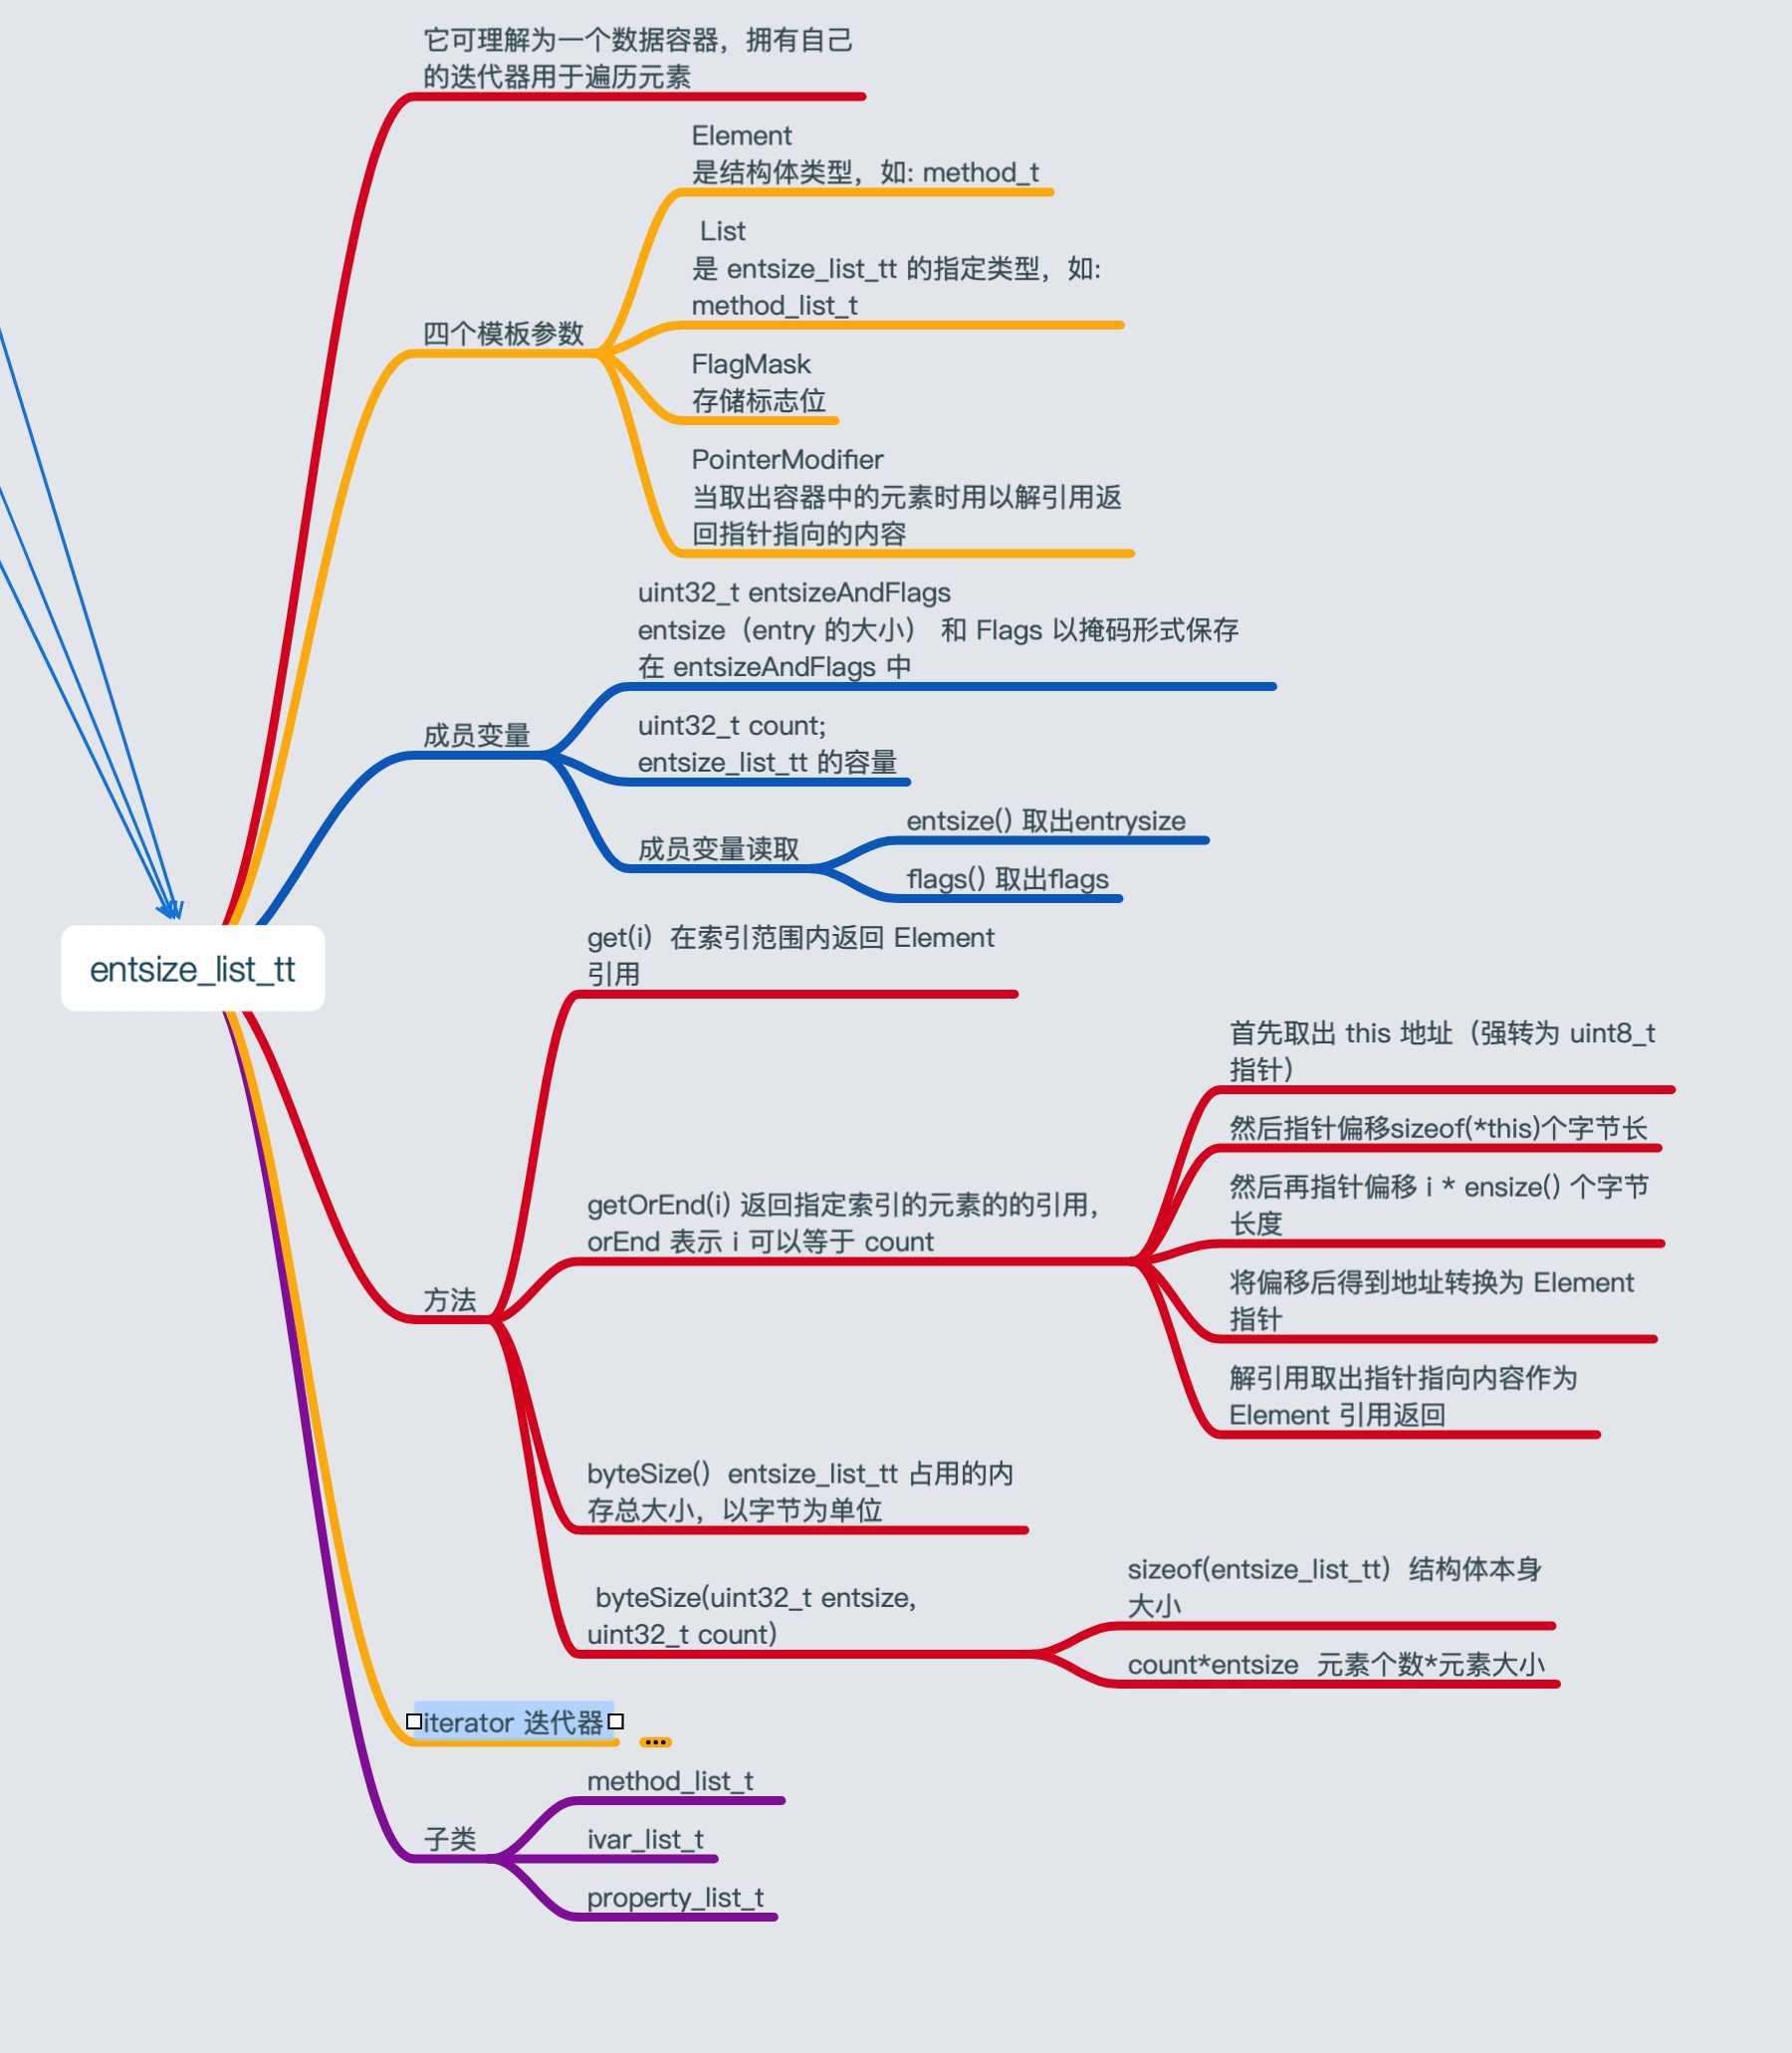 它可理解为一个数据容器，拥有自己
的迭代器用于遍历元素
Element
是结构体类型，如: method_t
List
是 entsize_list_tt 的指定类型，如:
method_list_t
四个模板参数
FlagMask
存储标志位
PointerModifier
当取出容器中的元素时用以解引用返
回指针指向的内容
uint32_t entsizeAndFlags
entsize（entry 的大小） 和 Flags 以掩码形式保存
在 entsizeAndFlags 中
成员变量
uint32_t count;
entsize_list_tt 的容量
成员变量读取
entsize() 取出entrysize
flags() 取出flags
entsize_list_tt
get(i）在索引范围内返回 Element
引用
首先取出 this 地址（强转为 uint8_t
指针）
然后指针偏移sizeof(*this)个字节长
然后再指针偏移 i * ensize() 个字节
长度
getOrEnd(i) 返回指定索引的元素的的引用，
orEnd 表示 i 可以等于 count
将偏移后得到地址转换为 Element
指针
方法
解引用取出指针指向内容作为
Element 引用返回
byteSize()  entsize_list_tt 占用的内
存总大小，以字节为单位
byteSize(uint32_t entsize,
uint32_t count)
sizeof(entsize_list_tt）结构体本身
大小
count*entsize  元素个数*元素大小
iterator 迭代器
method_list_t
子类
ivar_list_t
property_list_t